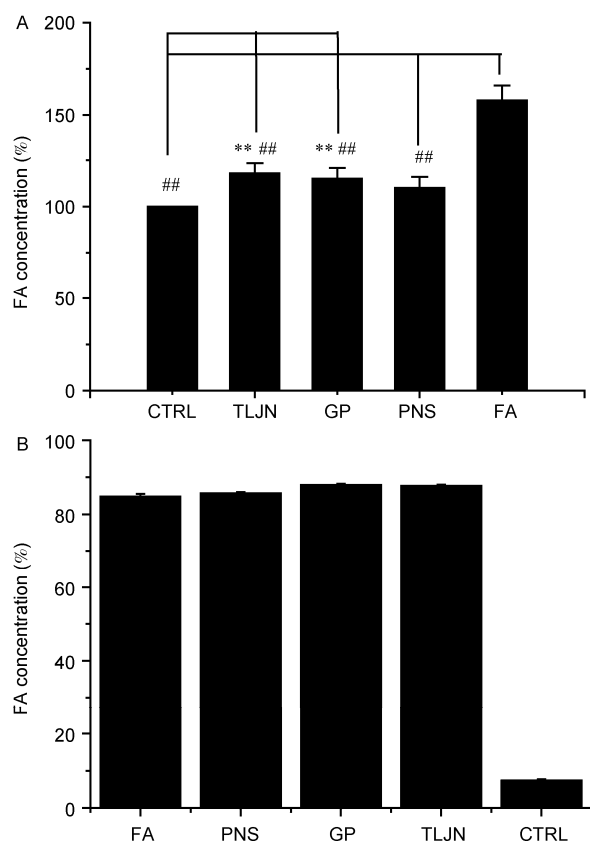 A
200
150
100
50
0
FA concentration (%)
** ##
** ##
##
##
CTRL TLJN GP PNS FA
B
100
80
60
40
20
0
FA concentration (%)
FA PNS GP TLJN CTRL